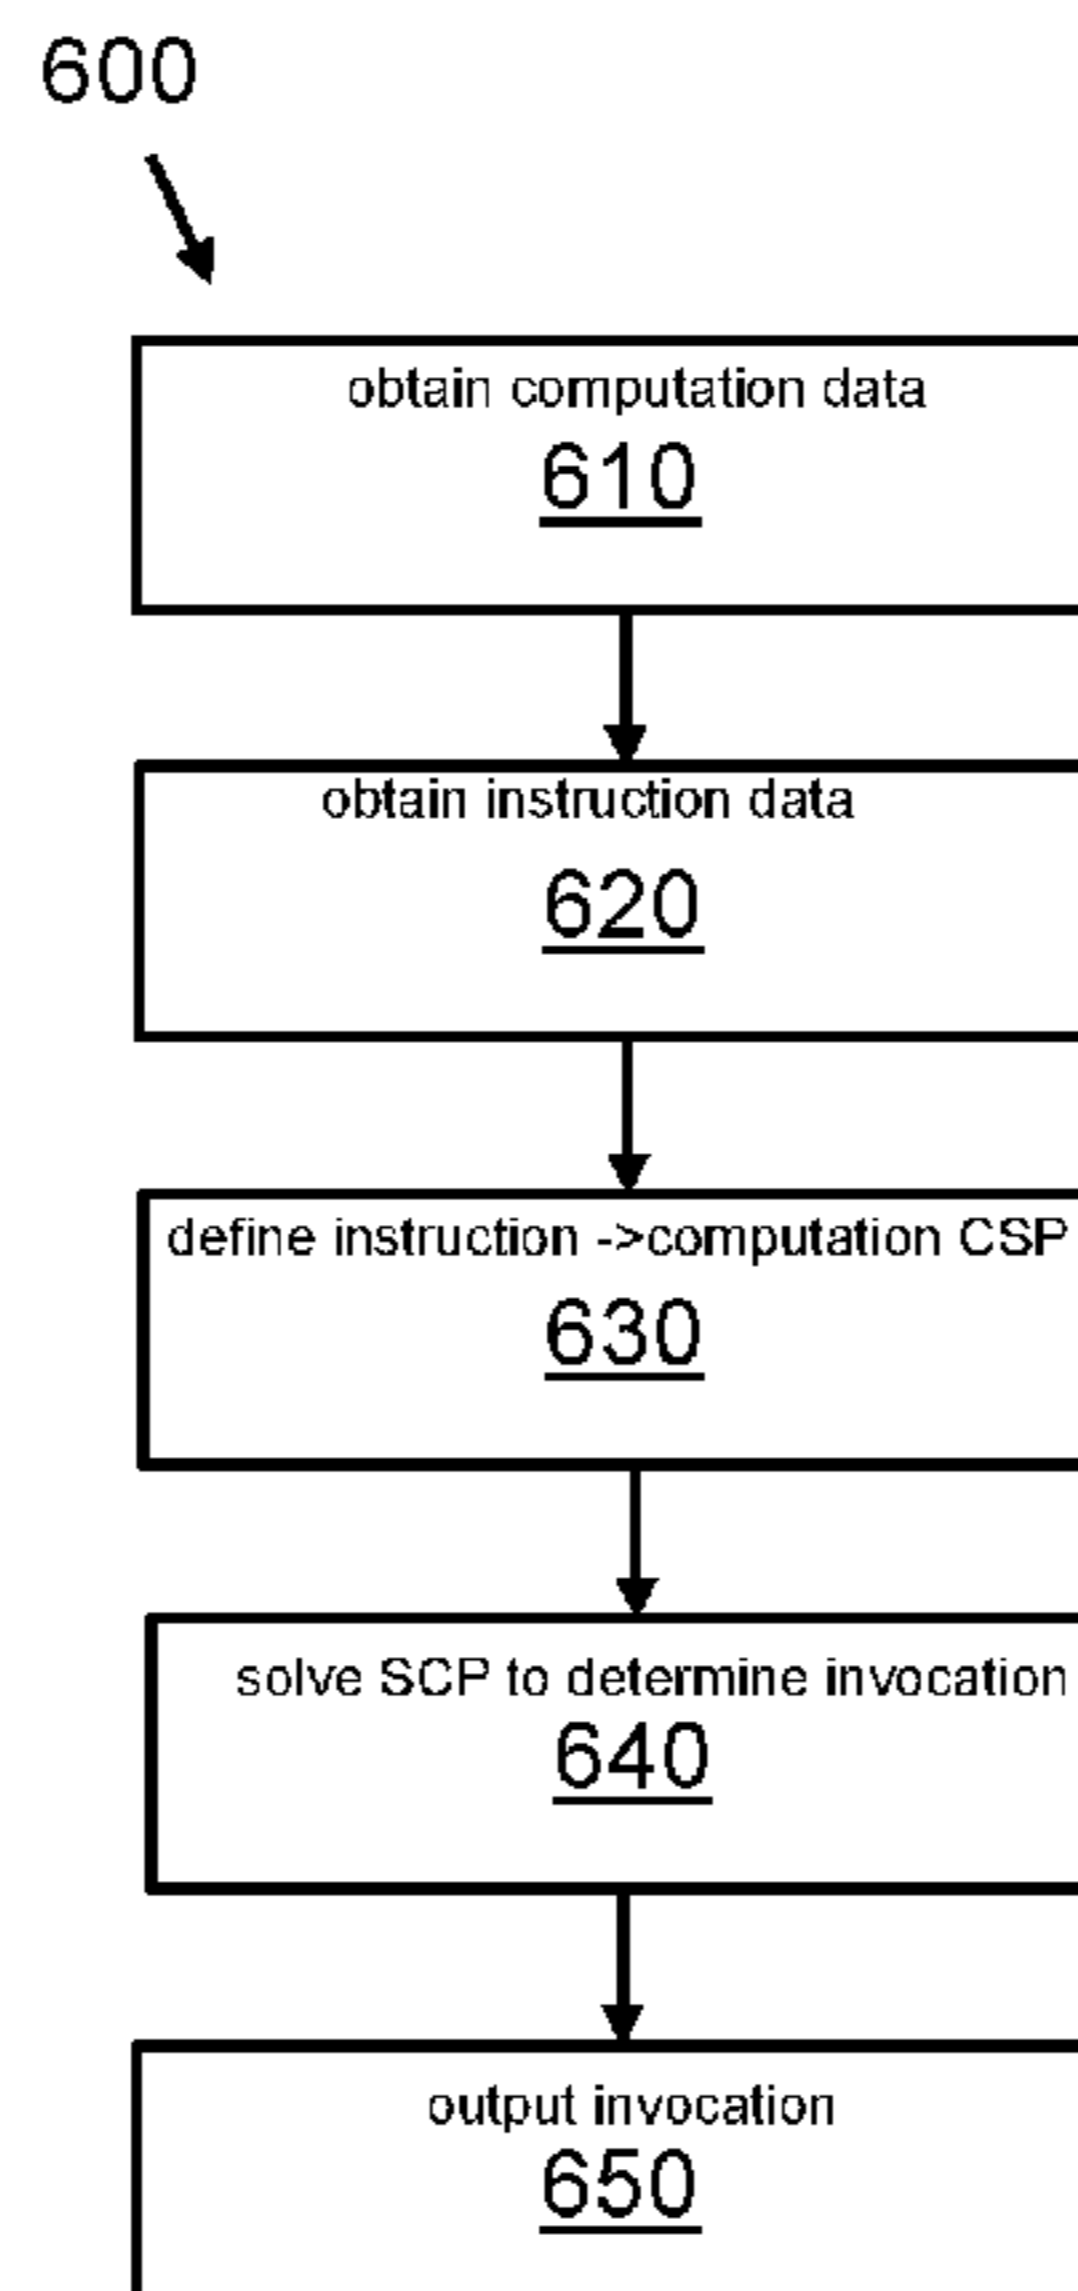 600
obtain computation data
610
obtain instruction data
620
define instruction ->computation CSP
630
solve SCP to determine invocation
640
output invocation
650